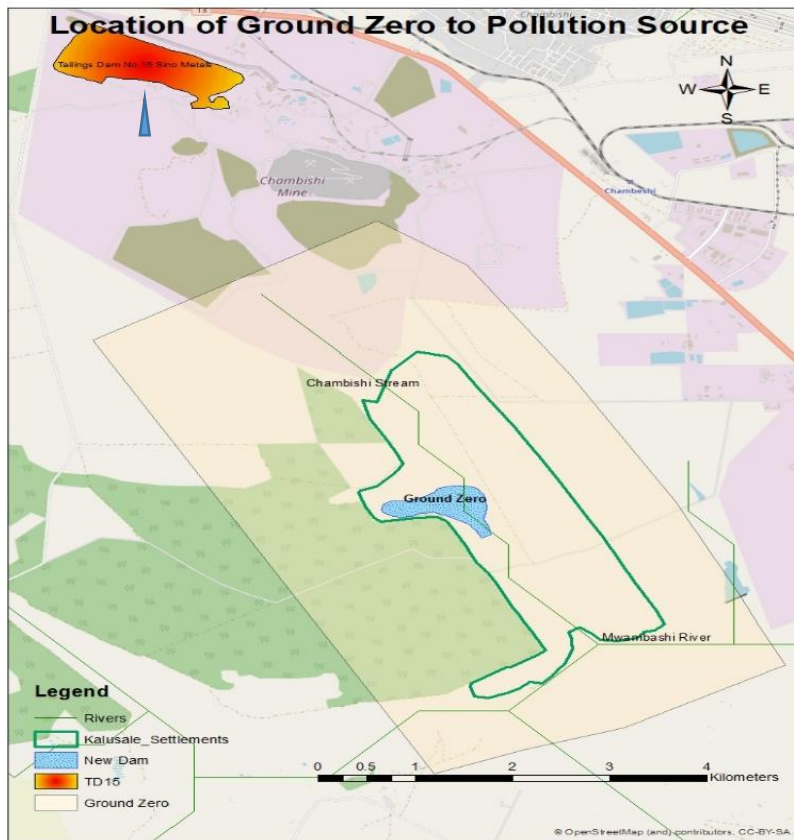 Location of Ground Zero to Pollution Source
T3
Chambishi
Tailings Dam No.15 Sino Metals
N
W E
S
Chambishi
Mine
Chambeshi
Chambishi Stream
Ground Zero
Mwambashi River
Legend
Rivers
Kalusale_Settlements
New Dam
TD15
Ground Zero
0 0.5 1 2 3 4
Kilometers
© OpenStreetMap (and) contributors, CC-BY-SA